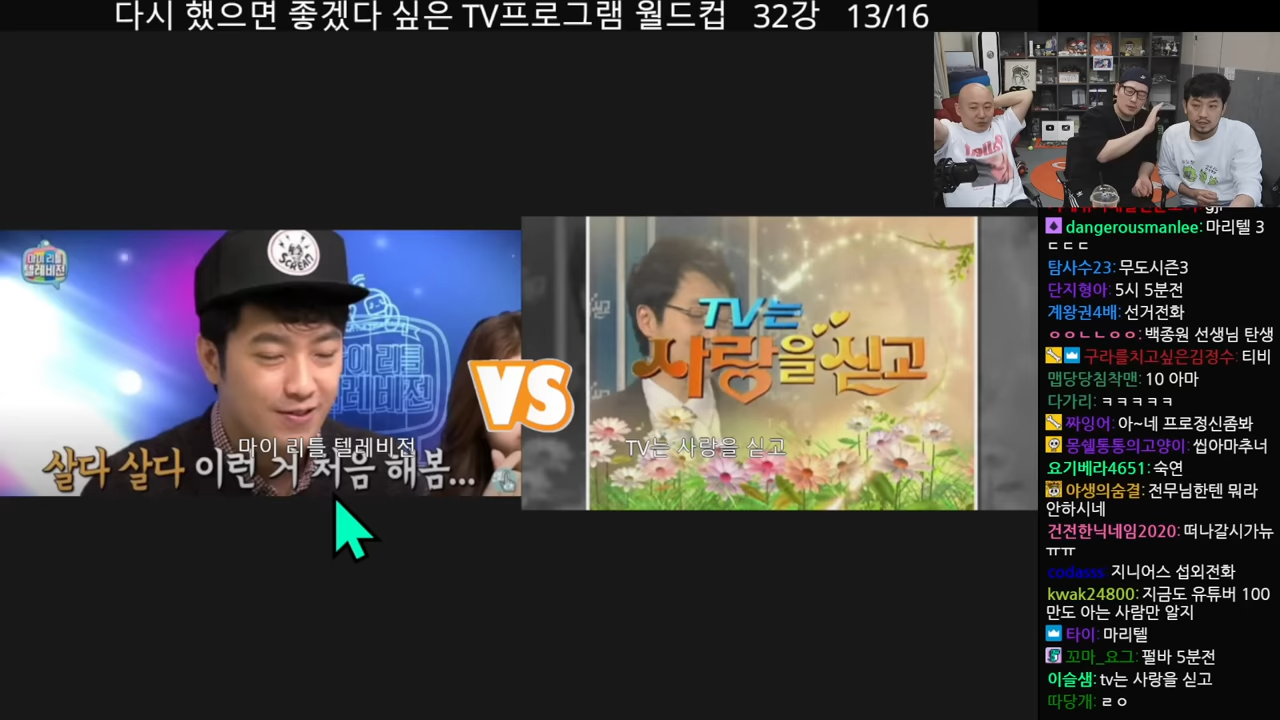 다시 했으면 좋겠다 싶은 TV프로그램 월드컵 32강 13/16
마이 리틀
텔레비전
SCREAM
마이 리틀
텔레비전
마이 리틀 텔레비전
살다 살다 이런 거 처음 해봄...
VS
TV는
사랑을 싣고
TV는 사랑을 싣고
dangerousmanlee: 마리텔 3
ㄷㄷㄷ
탐사수23: 무도시즌3
단지형아: 5시 5분전
계왕권4배: 선거전화
ㅇㅇㄴㄴㅇㅇ: 백종원 선생님 탄생
구라를치고싶은김정수: 티비
맵당당침착맨: 10 아마
다가리: ㅋㅋㅋㅋㅋ
짜잉어: 아~네 프로정신좀봐
몽쉘통통의고양이: 씹아마추너
요기베라4651: 숙연
야생의숨결: 전무님한텐 뭐라
안하시네
건전한닉네임2020: 떠나갈시가뉴
ㅠㅠ
codasss: 지니어스 섭외전화
kwak24800: 지금도 유튜버 100
만도 아는 사람만 알지
타이: 마리텔
꼬마_요그: 펄바 5분전
이슬샘: tv는 사랑을 싣고
따당개: ㄹㅇ